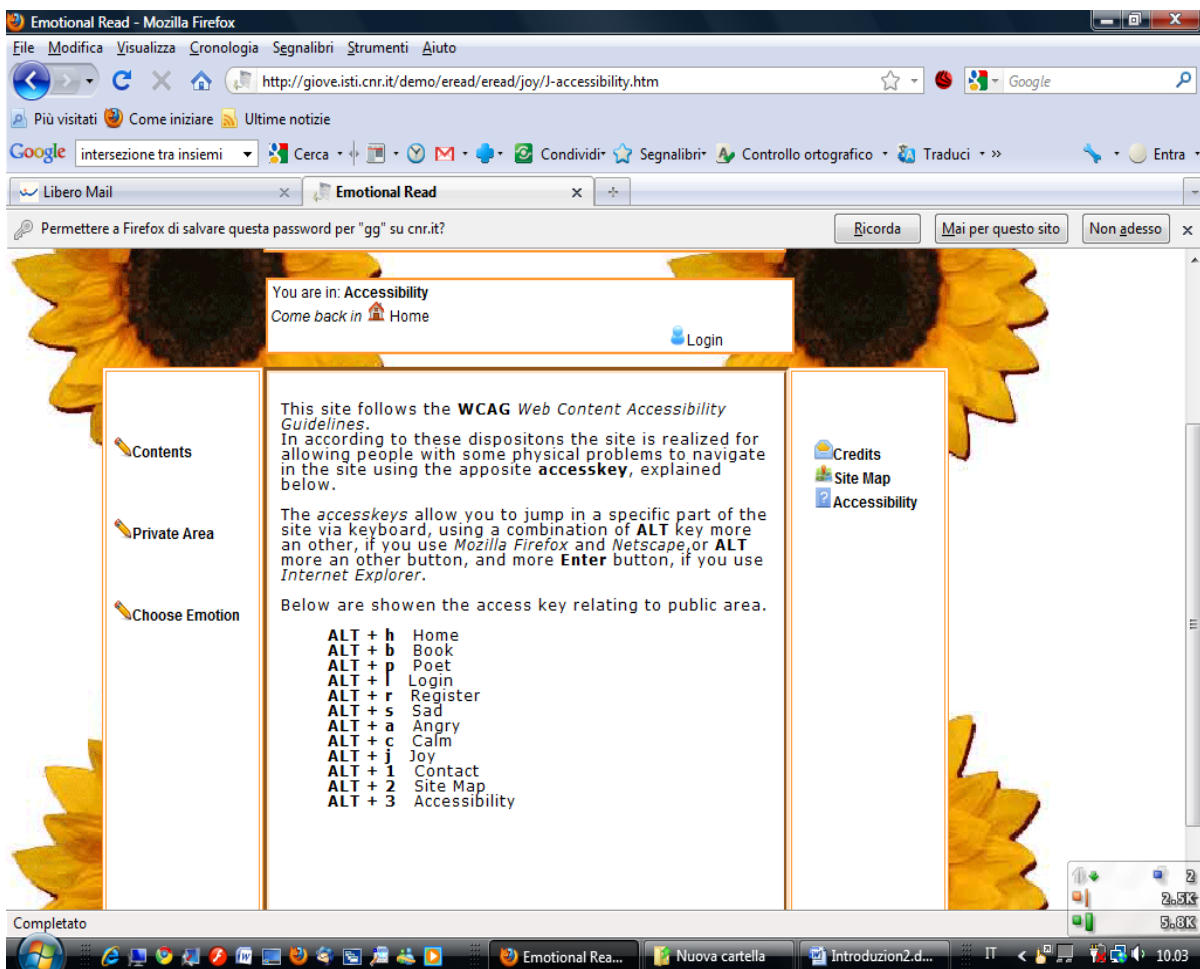 Emotional Read - Mozilla Firefox
File Modifica Visualizza Cronologia Segnalibri Strumenti Aiuto
http://giove.isti.cnr.it/demo/eread/eread/joy/J-accessibility.htm
Google
Più visitati Come iniziare Ultime notizie
Google intersezione tra insiemi Cerca Condividi Segnalibri Controllo ortografico Traduci » Entra
Libero Mail Emotional Read
Permettere a Firefox di salvare questa password per "gg" su cnr.it? Ricorda Mai per questo sito Non adesso
You are in: Accessibility
Come back in Home
Login
Contents
Private Area
Choose Emotion
This site follows the WCAG Web Content Accessibility
Guidelines.
In according to these dispositons the site is realized for
allowing people with some physical problems to navigate
in the site using the apposite accesskey, explained
below.
The accesskeys allow you to jump in a specific part of the
site via keyboard, using a combination of ALT key more
an other, if you use Mozilla Firefox and Netscape,or ALT
more an other button, and more Enter button, if you use
Internet Explorer.
Below are showen the access key relating to public area.
ALT + h Home
ALT + b Book
ALT + p Poet
ALT + l Login
ALT + r Register
ALT + s Sad
ALT + a Angry
ALT + c Calm
ALT + j Joy
ALT + 1 Contact
ALT + 2 Site Map
ALT + 3 Accessibility
Credits
Site Map
Accessibility
2
2.5K
5.8K
Completato
Emotional Rea... Nuova cartella Introduzion2.d... IT 10.03